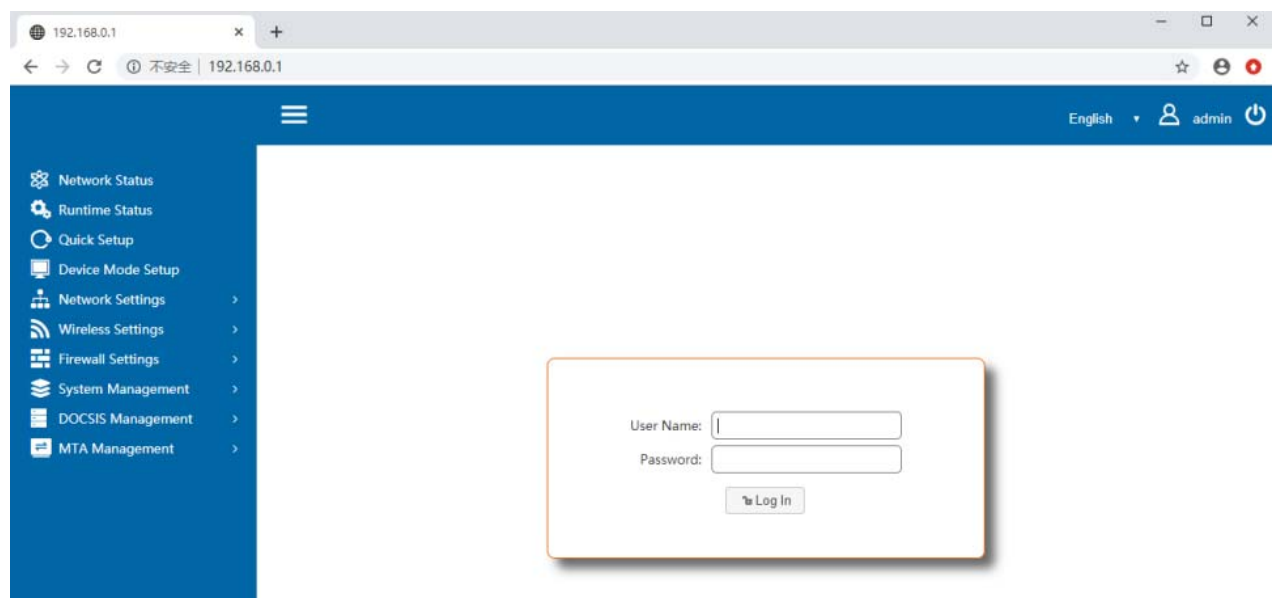 192.168.0.1
不安全 | 192.168.0.1
English admin
Network Status
Runtime Status
Quick Setup
Device Mode Setup
Network Settings
Wireless Settings
Firewall Settings
System Management
DOCSIS Management
MTA Management
User Name:
Password:
Log In